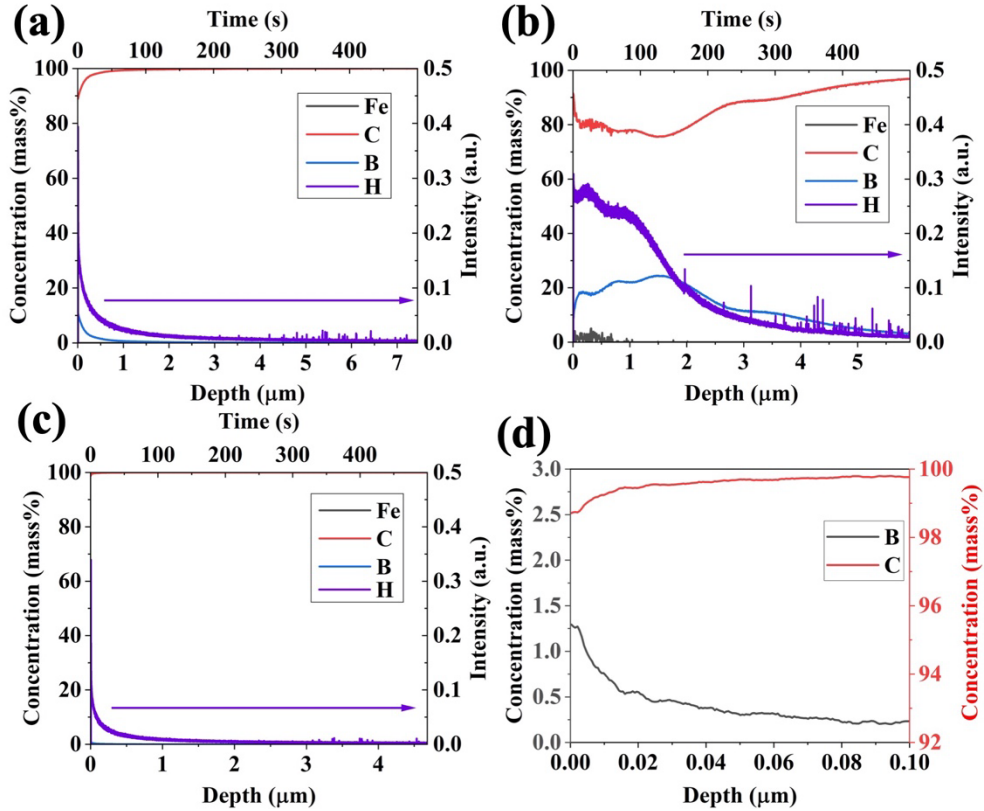 (a)
Time (s)
0 100 200 300 400
Concentration (mass%)
100
80
60
40
20
0
Fe
C
B
H
0.5
0.4
0.3
0.2
0.1
0.0
Intensity (a.u.)
0 1 2 3 4 5 6 7
Depth (μm)
(b)
Time (s)
0 100 200 300 400
Concentration (mass%)
100
80
60
40
20
0
Fe
C
B
H
0.5
0.4
0.3
0.2
0.1
0.0
Intensity (a.u.)
0 1 2 3 4 5
Depth (μm)
(c)
Time (s)
0 100 200 300 400
Concentration (mass%)
100
80
60
40
20
0
Fe
C
B
H
0.5
0.4
0.3
0.2
0.1
0.0
Intensity (a.u.)
0 1 2 3 4
Depth (μm)
(d)
Concentration (mass%)
3.0
2.5
2.0
1.5
1.0
0.5
0.0
B
C
100
98
96
94
92
Concentration (mass%)
0.00 0.02 0.04 0.06 0.08 0.10
Depth (μm)